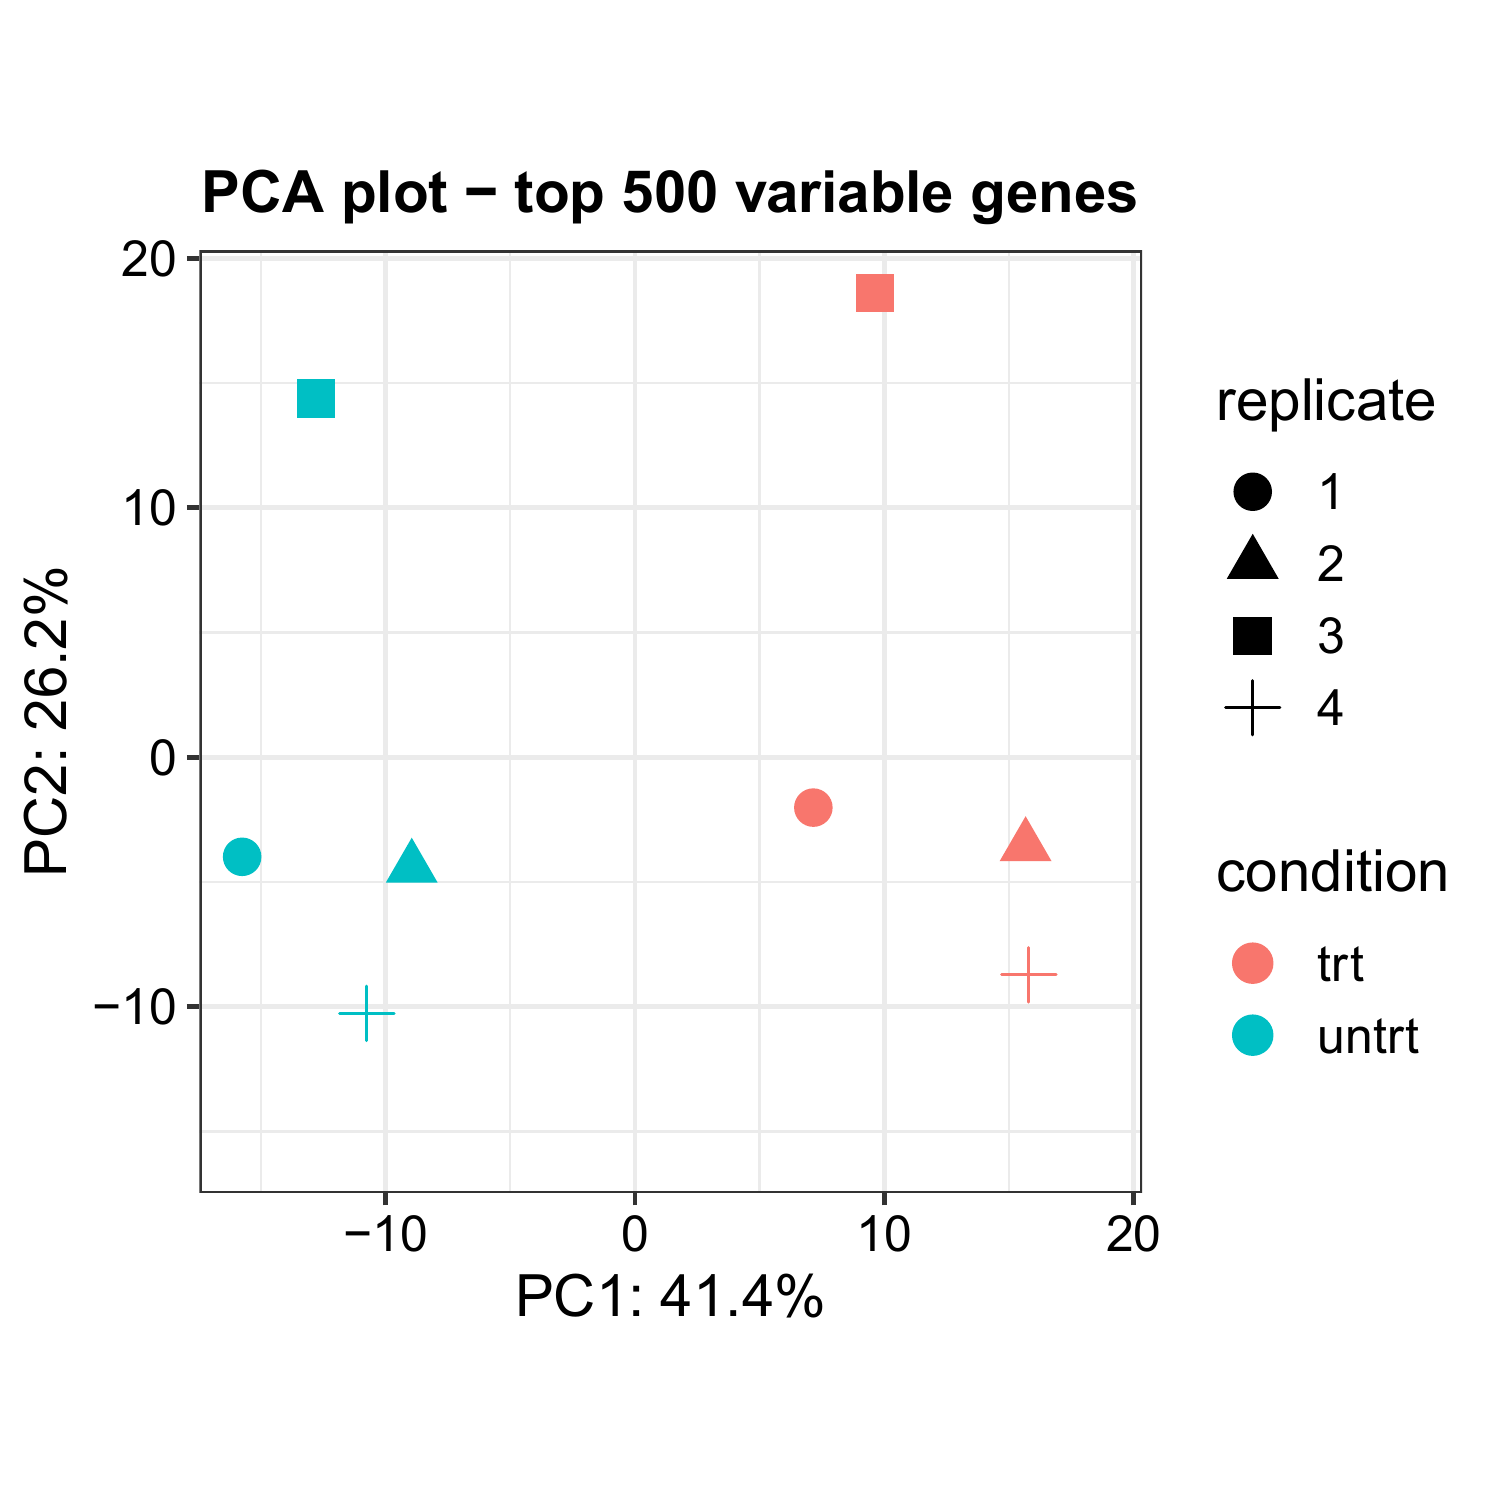 PCA plot − top 500 variable genes
20
10
0
−10
PC2: 26.2%
−10
0
10
20
PC1: 41.4%
replicate
1
2
3
4
condition
trt
untrt